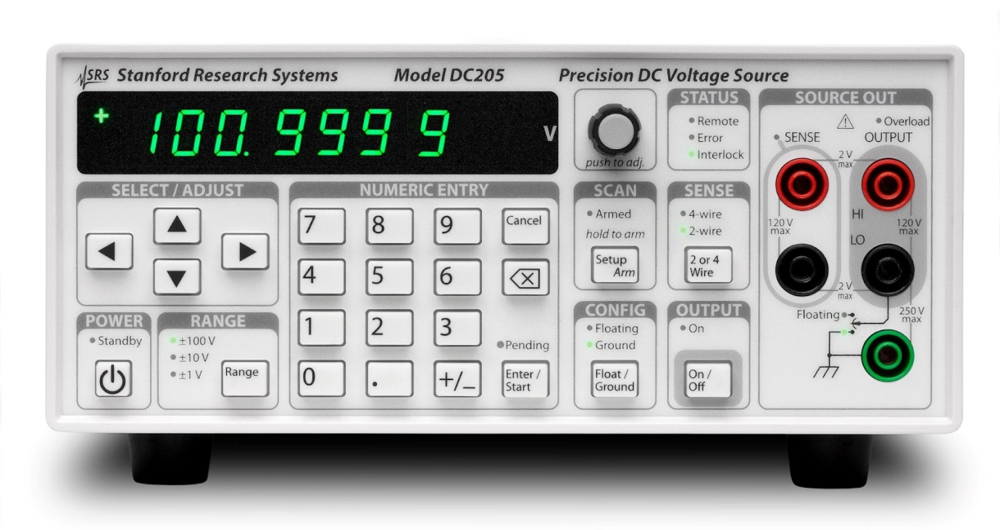 SRS Stanford Research Systems Model DC205 Precision DC Voltage Source
+ 100.999 9 V
push to adj.
STATUS
Remote
Error
Interlock
SOURCE OUT
Overload
SENSE
OUTPUT
2 V
max
HI
120 V
max
120 V
max
LO
2 V
max
Floating
250 V
max
SELECT / ADJUST
NUMERIC ENTRY
7
8
9
Cancel
4
5
6
1
2
3
Pending
0
.
+/_
Enter /
Start
SCAN
Armed
hold to arm
Setup
Arm
SENSE
4-wire
2-wire
2 or 4
Wire
POWER
Standby
RANGE
±100 V
±10 V
±1 V
Range
CONFIG
Floating
Ground
Float /
Ground
OUTPUT
On
On /
Off